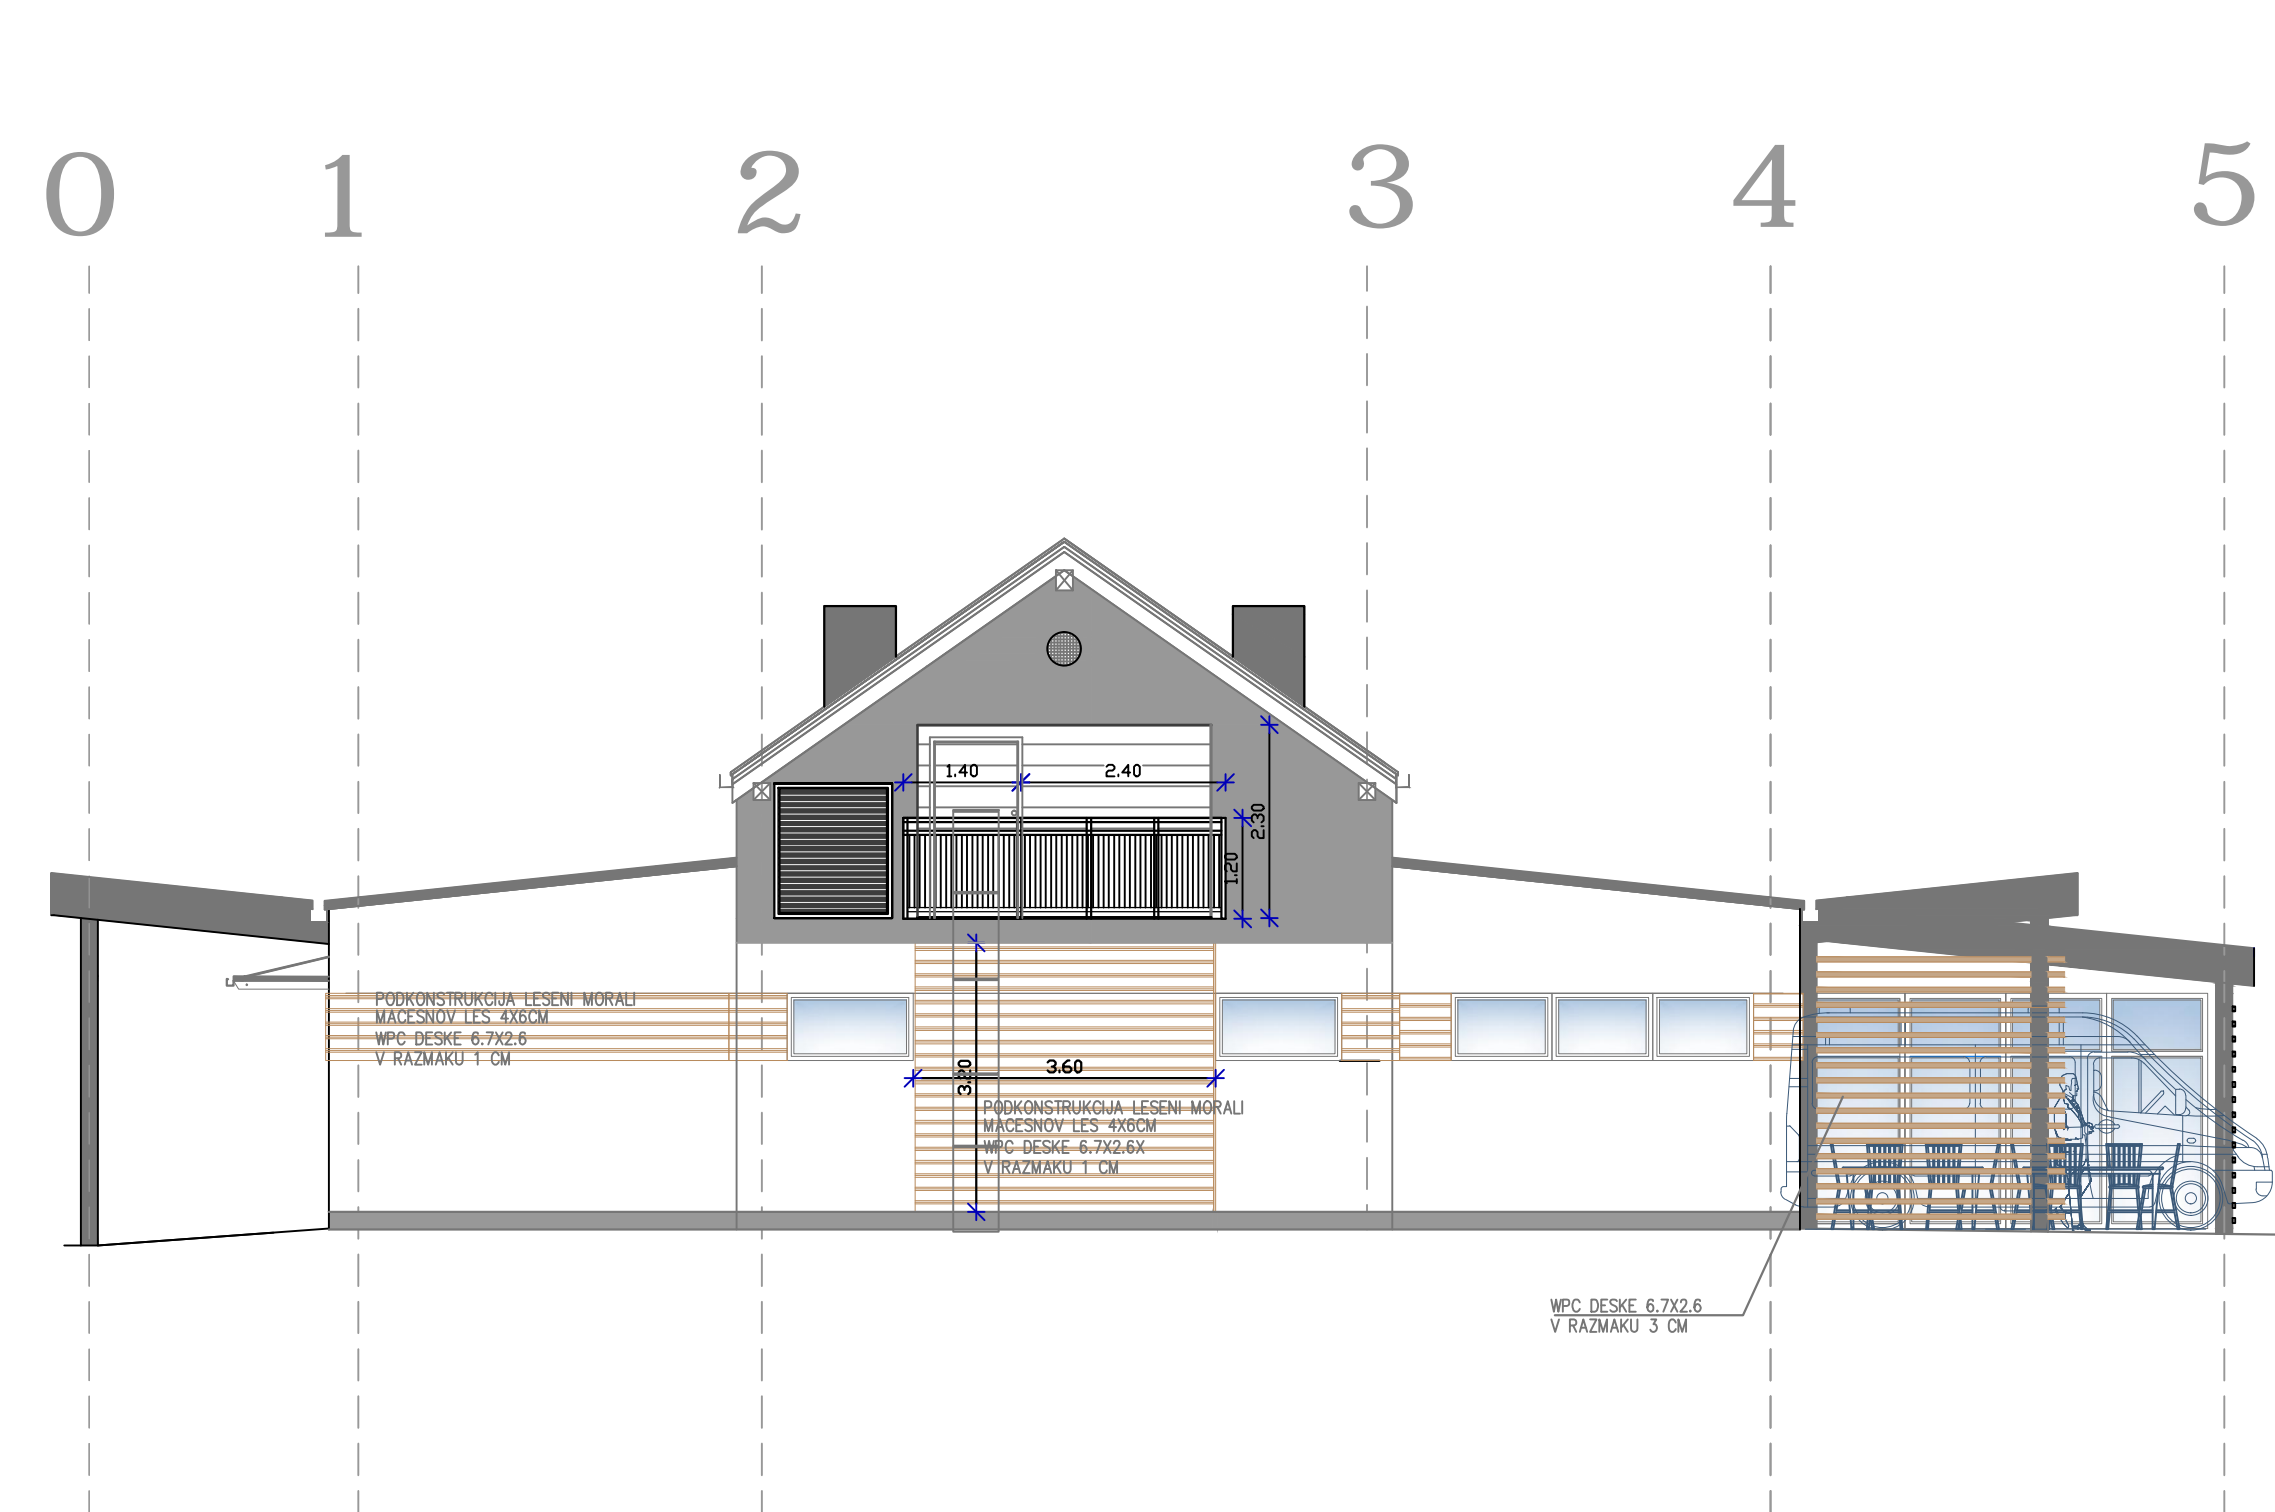 0 1 2 3 4 5
1.40 2.40
2.30
1.20
PODKONSTRUKCIJA LESENI MORALI
MACESNOV LES 4X6CM
WPC DESKE 6.7X2.6
V RAZMAKU 1 CM
3.20
3.60
PODKONSTRUKCIJA LESENI MORALI
MACESNOV LES 4X6CM
WPC DESKE 6.7X2.6X
V RAZMAKU 1 CM
WPC DESKE 6.7X2.6
V RAZMAKU 3 CM